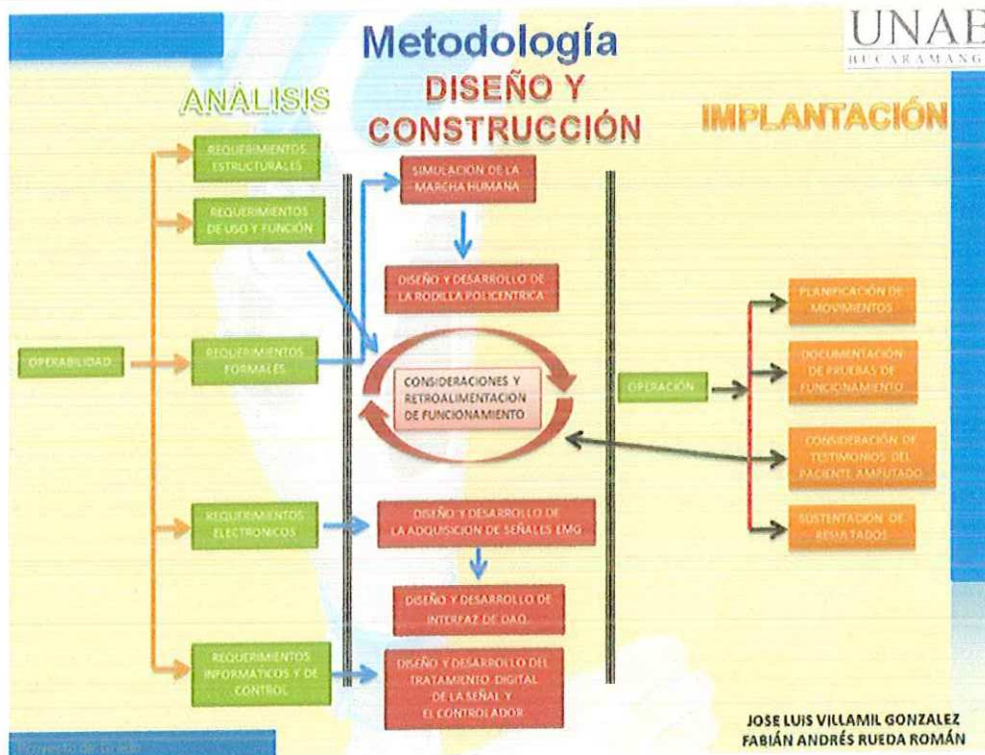 Metodología
UNAB
BUCARAMANGA
ANÁLISIS
DISEÑO Y
CONSTRUCCIÓN
IMPLANTACIÓN
REQUERIMIENTOS
ESTRUCTURALES
REQUERIMIENTOS
DE USO Y FUNCIÓN
OPERABILIDAD
REQUERIMIENTOS
FORMALES
REQUERIMIENTOS
ELECTRONICOS
REQUERIMIENTOS
INFORMATICOS Y DE
CONTROL
SIMULACIÓN DE LA
MARCHA HUMANA
DISEÑO Y DESARROLLO DE
LA RODILLA POLICENTRICA
CONSIDERACIONES Y
RETROALIMENTACION
DE FUNCIONAMIENTO
DISEÑO Y DESARROLLO DE
LA ADQUISICION DE SEÑALES EMG
DISEÑO Y DESARROLLO DE
INTERFAZ DE DAQ.
DISEÑO Y DESARROLLO DEL
TRATAMIENTO DIGITAL
DE LA SEÑAL Y
EL CONTROLADOR
OPERACIÓN
PLANIFICACIÓN DE
MOVIMIENTOS
DOCUMENTACIÓN
DE PRUEBAS DE
FUNCIONAMIENTO
CONSIDERACIÓN DE
TESTIMONIOS DEL
PACIENTE AMPUTADO
SUSTENTACIÓN DE
RESULTADOS
JOSE LUIS VILLAMIL GONZALEZ
FABIÁN ANDRÉS RUEDA ROMÁN
Proyecto de Grado